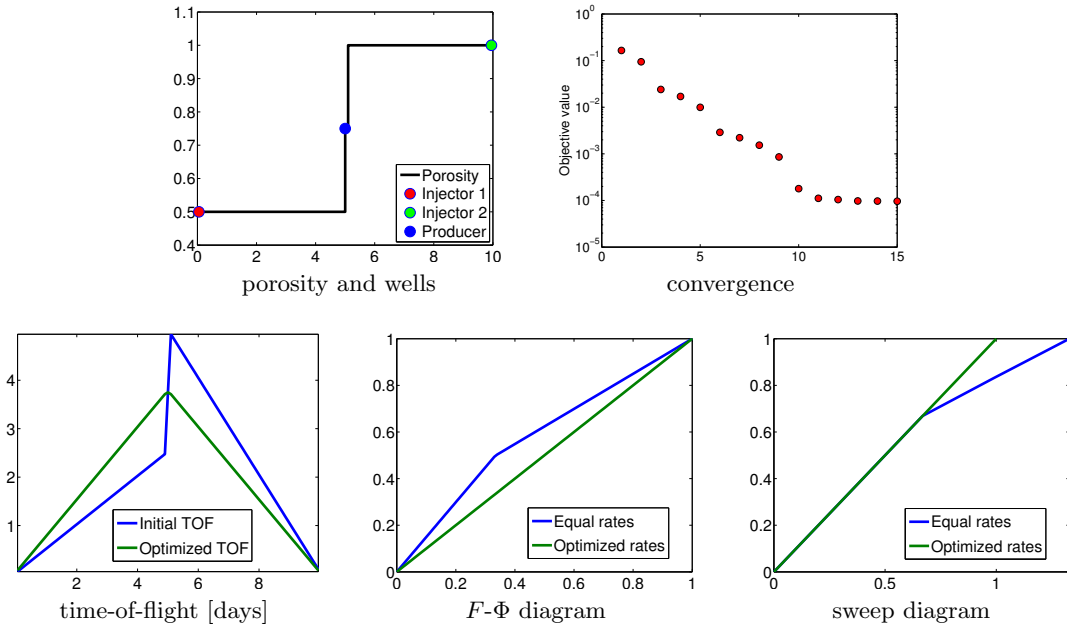 1.1
1
0.9
0.8
0.7
0.6
0.5
0.4
0 2 4 6 8 10
Porosity
Injector 1
Injector 2
Producer
porosity and wells
Objective value
10^0
10^-1
10^-2
10^-3
10^-4
10^-5
0 5 10 15
convergence
4
3
2
1
2 4 6 8
Initial TOF
Optimized TOF
time-of-flight [days]
1
0.8
0.6
0.4
0.2
0
0 0.2 0.4 0.6 0.8 1
Equal rates
Optimized rates
F-Φ diagram
1
0.8
0.6
0.4
0.2
0
0 0.5 1
Equal rates
Optimized rates
sweep diagram